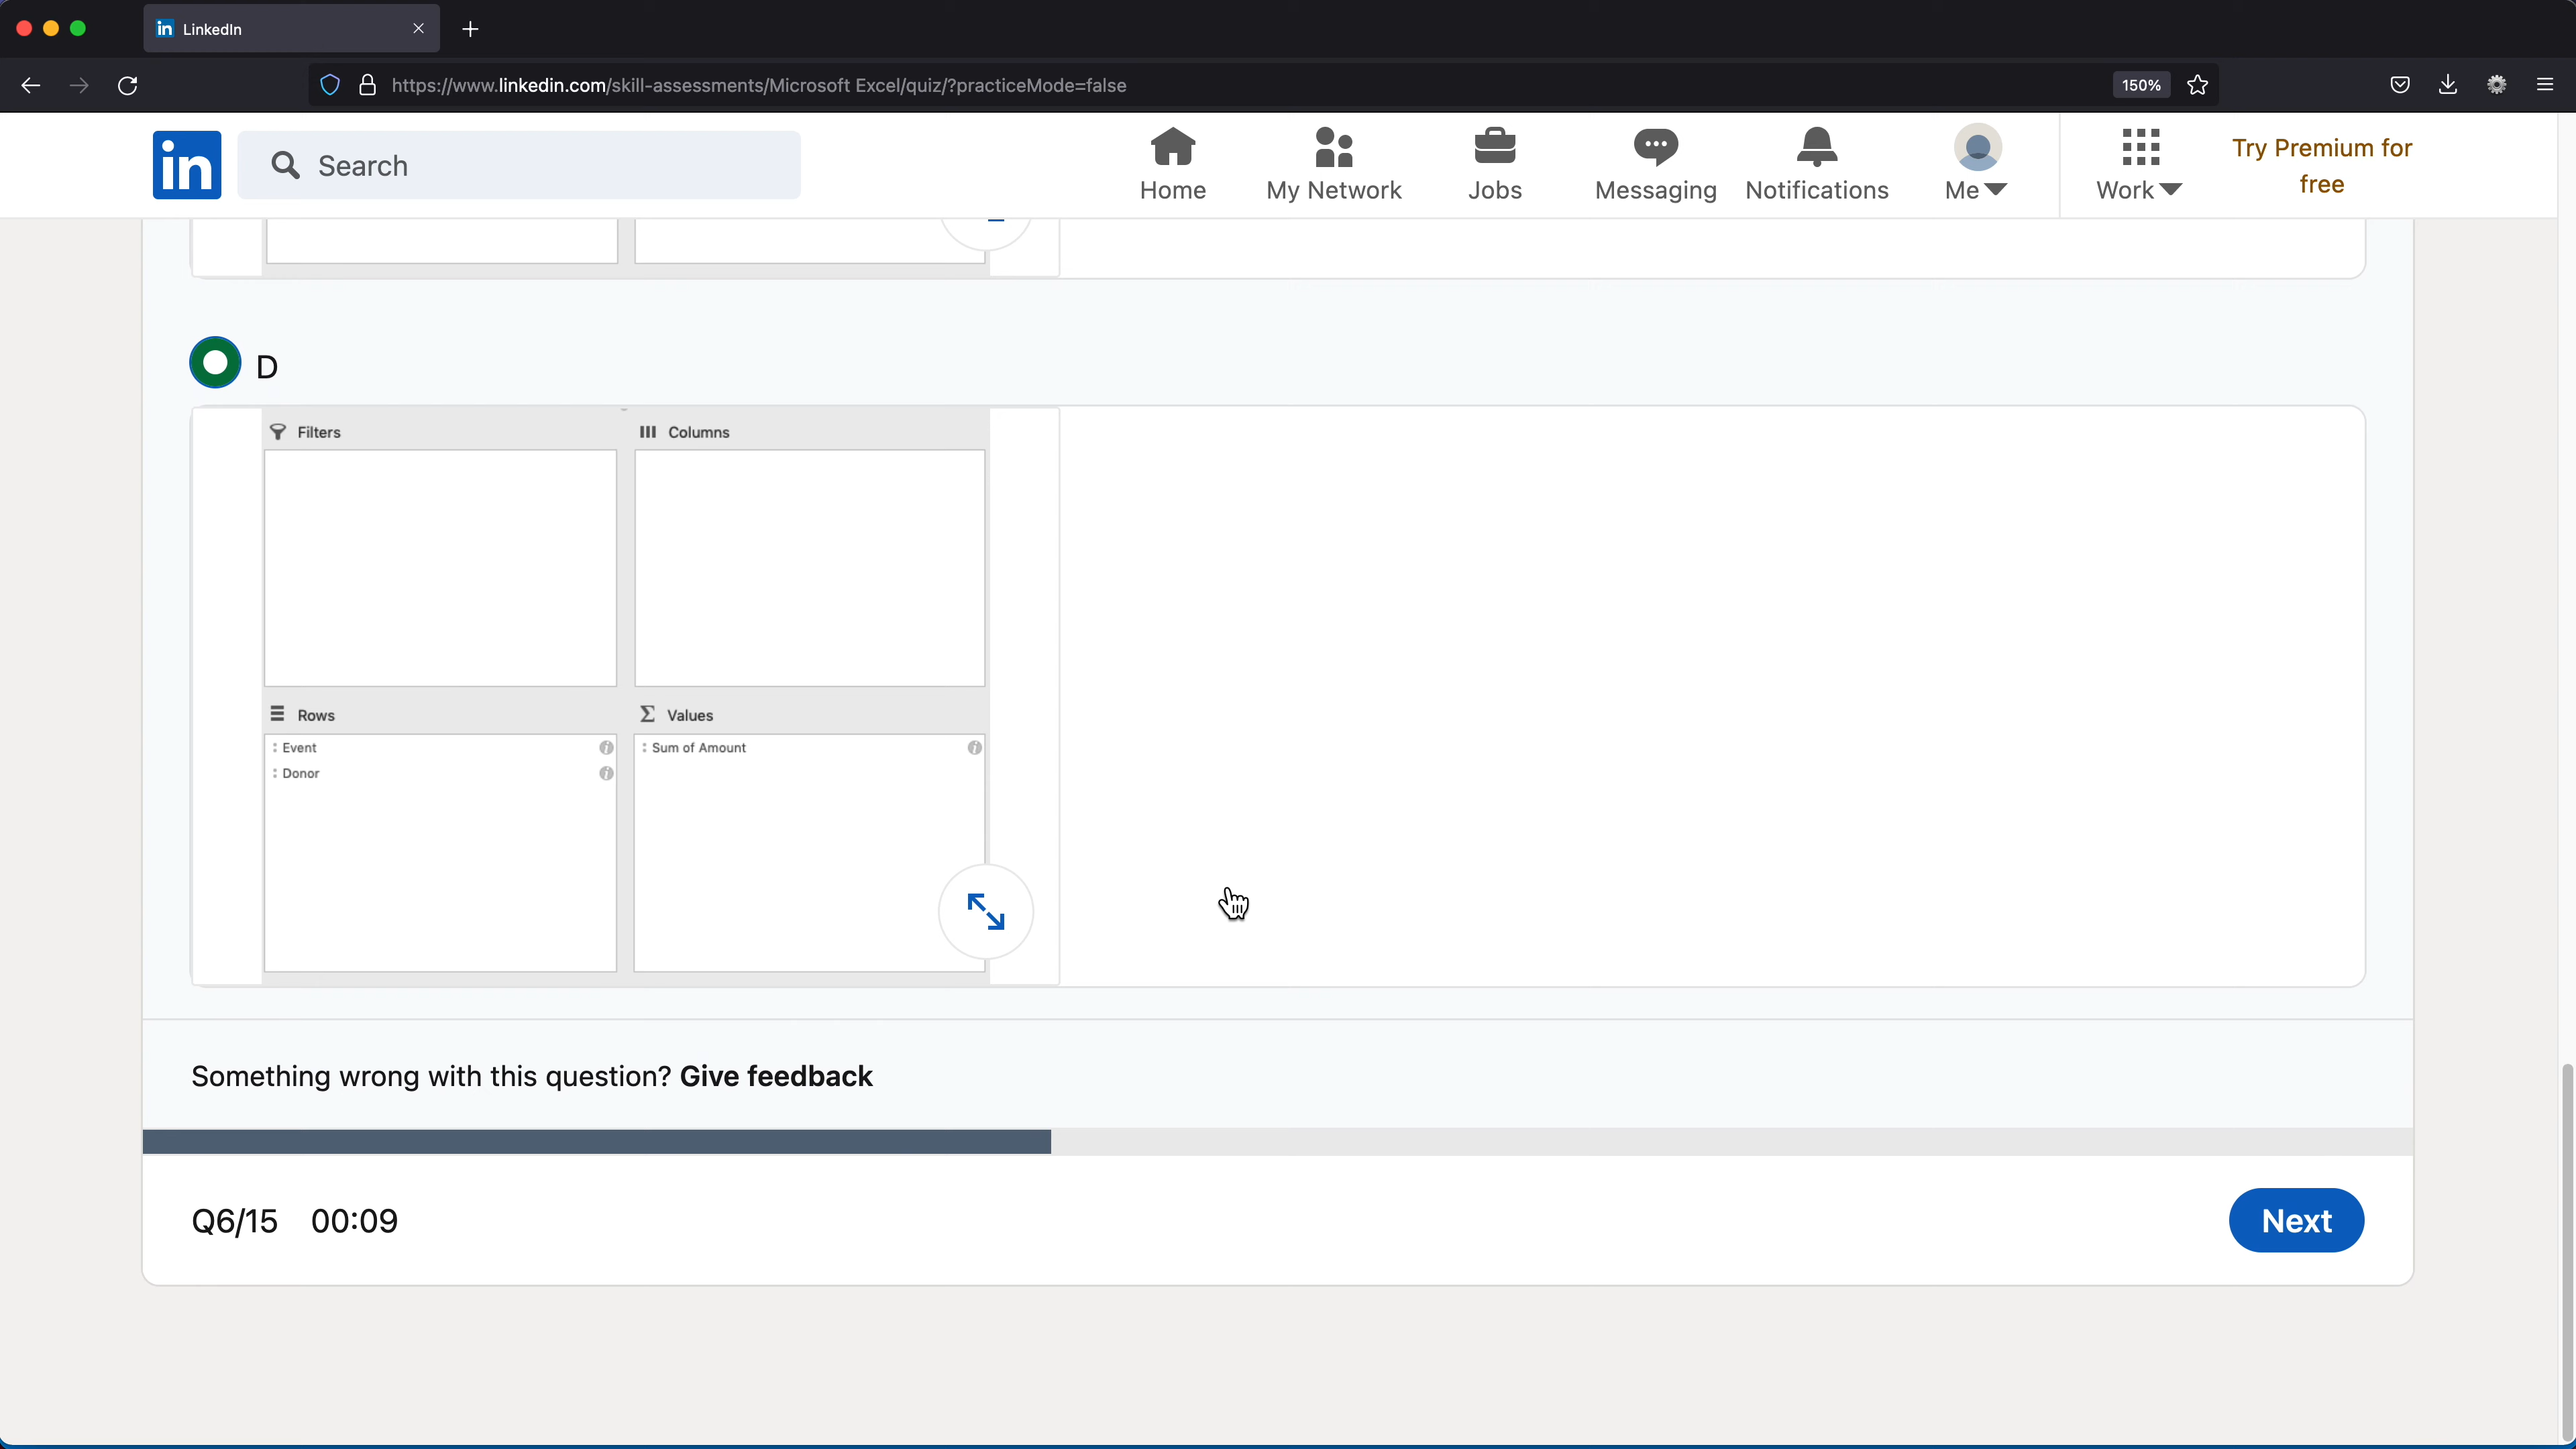 in LinkedIn
https://www.linkedin.com/skill-assessments/Microsoft Excel/quiz/?practiceMode=false
150%
in
Search
Home
My Network
Jobs
Messaging
Notifications
Me
Work
Try Premium for
free
D
Filters
Columns
Rows
Σ Values
Event
Sum of Amount
Donor
Something wrong with this question? Give feedback
Q6/15 00:09
Next